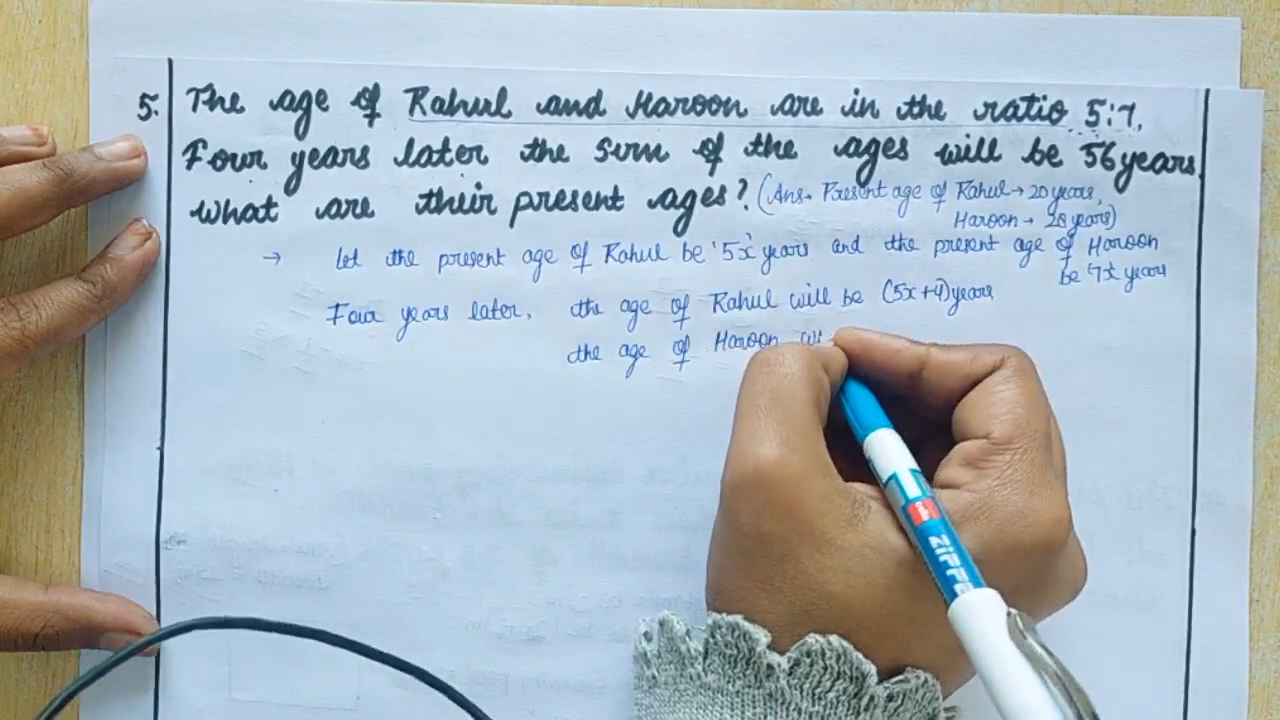 5. The age of Rahul and Haroon are in the ratio 5:7.
Four years later the sum of the ages will be 56 years.
what are their present ages? (Ans- Present age of Rahul → 20 years,
Haroon → 28 years)
→ Let the present age of Rahul be '5x' years and the present age of Haroon
be '7x' years
Four years later, the age of Rahul will be (5x+4) years
the age of Haroon wi
cello
ZIFFE